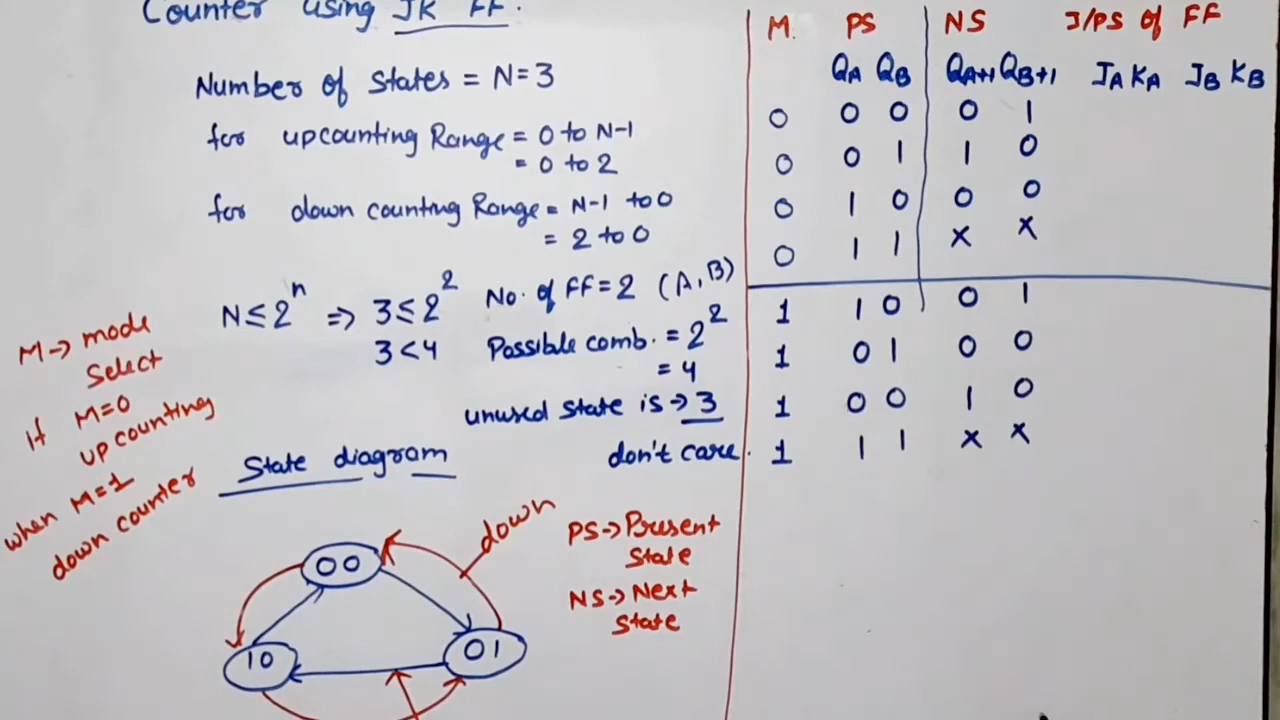 Counter using JK FF.
Number of states = N=3
for upcounting Range = 0 to N-1
= 0 to 2
for down counting Range = N-1 to 0
= 2 to 0
N ≤ 2^n ⇒ 3 ≤ 2^2 No. of FF = 2 (A, B)
3 < 4 Possible comb. = 2^2
= 4
unused state is → 3
don't care.
M → mode
select
if M=0
up counting
when M=1
down counter
State diagram
00
10
01
down
PS → Present
State
NS → Next
State
M. PS NS I/PS of FF
QA QB QA+1 QB+1 JA KA JB KB
0 0 0 0 1
0 0 1 1 0
0 1 0 0 0
0 1 1 x x
1 1 0 0 1
1 0 1 0 0
1 0 0 1 0
1 1 1 x x